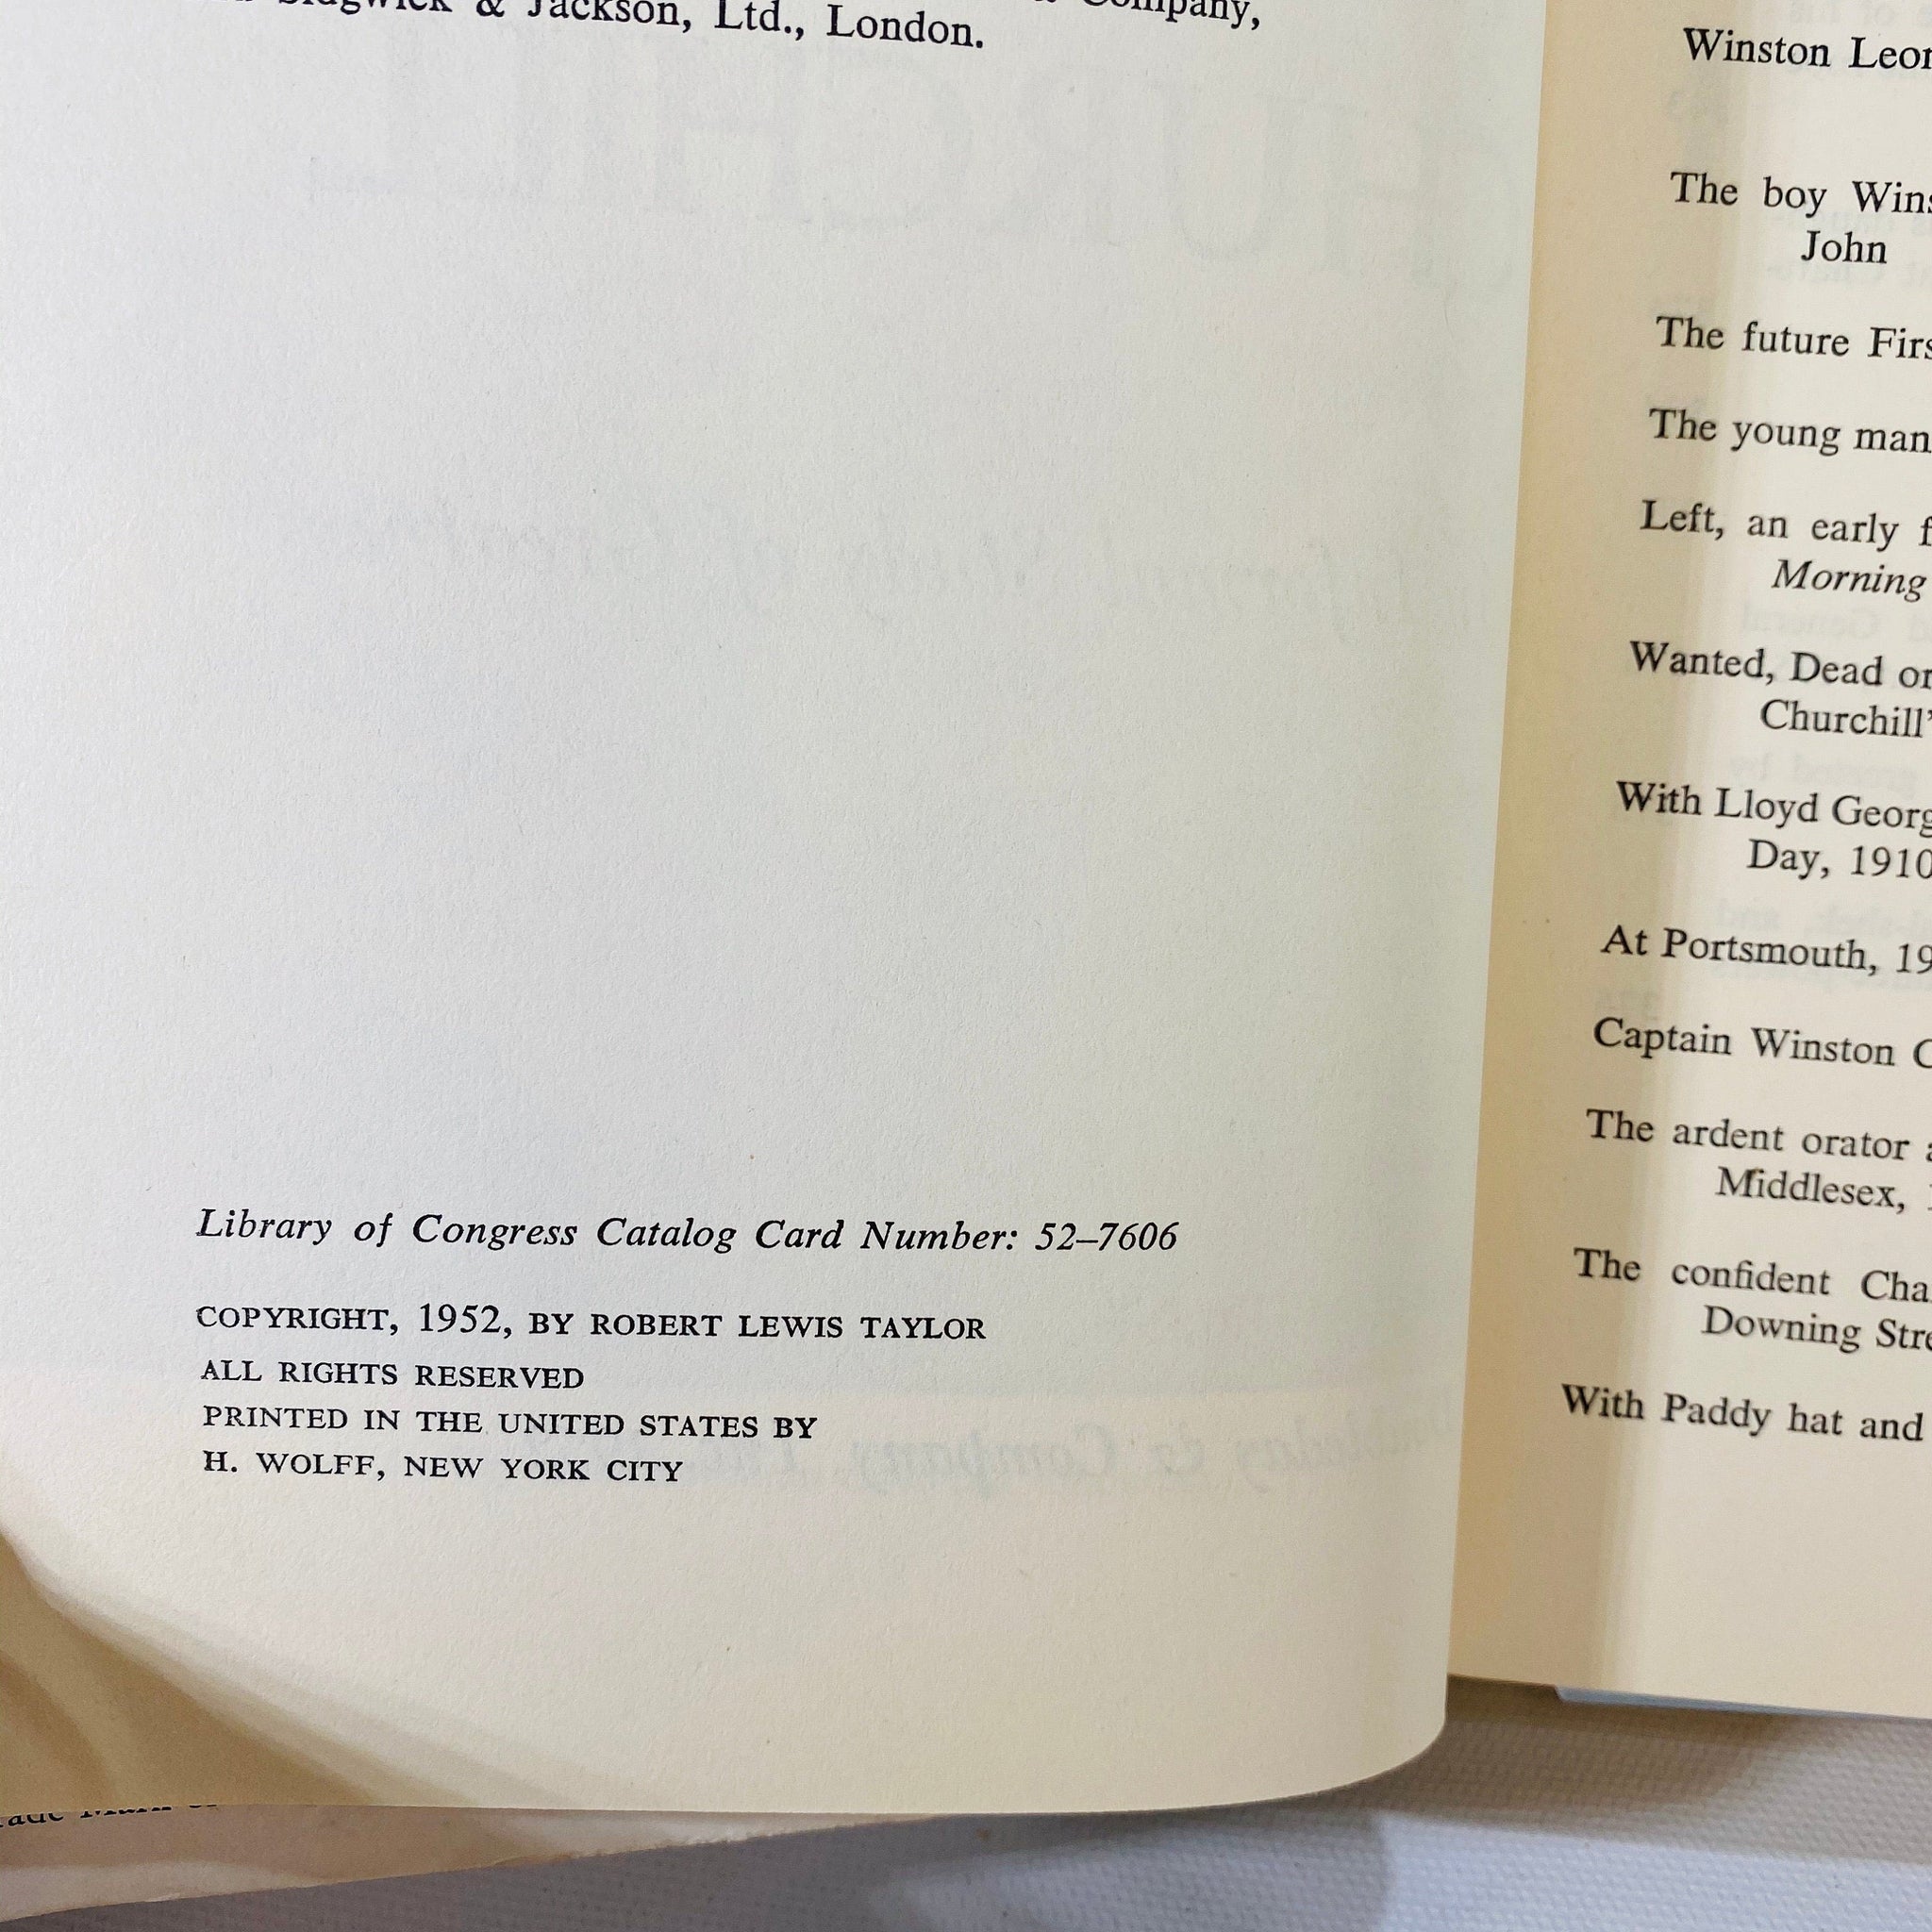 Sidgwick & Jackson, Ltd., London.
Company,
Library of Congress Catalog Card Number: 52–7606
COPYRIGHT, 1952, BY ROBERT LEWIS TAYLOR
ALL RIGHTS RESERVED
PRINTED IN THE UNITED STATES BY
H. WOLFF, NEW YORK CITY
Winston Leon
The boy Wins
John
The future Firs
The young man
Left, an early f
Morning
Wanted, Dead or
Churchill'
With Lloyd Georg
Day, 1910
At Portsmouth, 19
Captain Winston C
The ardent orator a
Middlesex, 1
The confident Cha
Downing Stre
With Paddy hat and